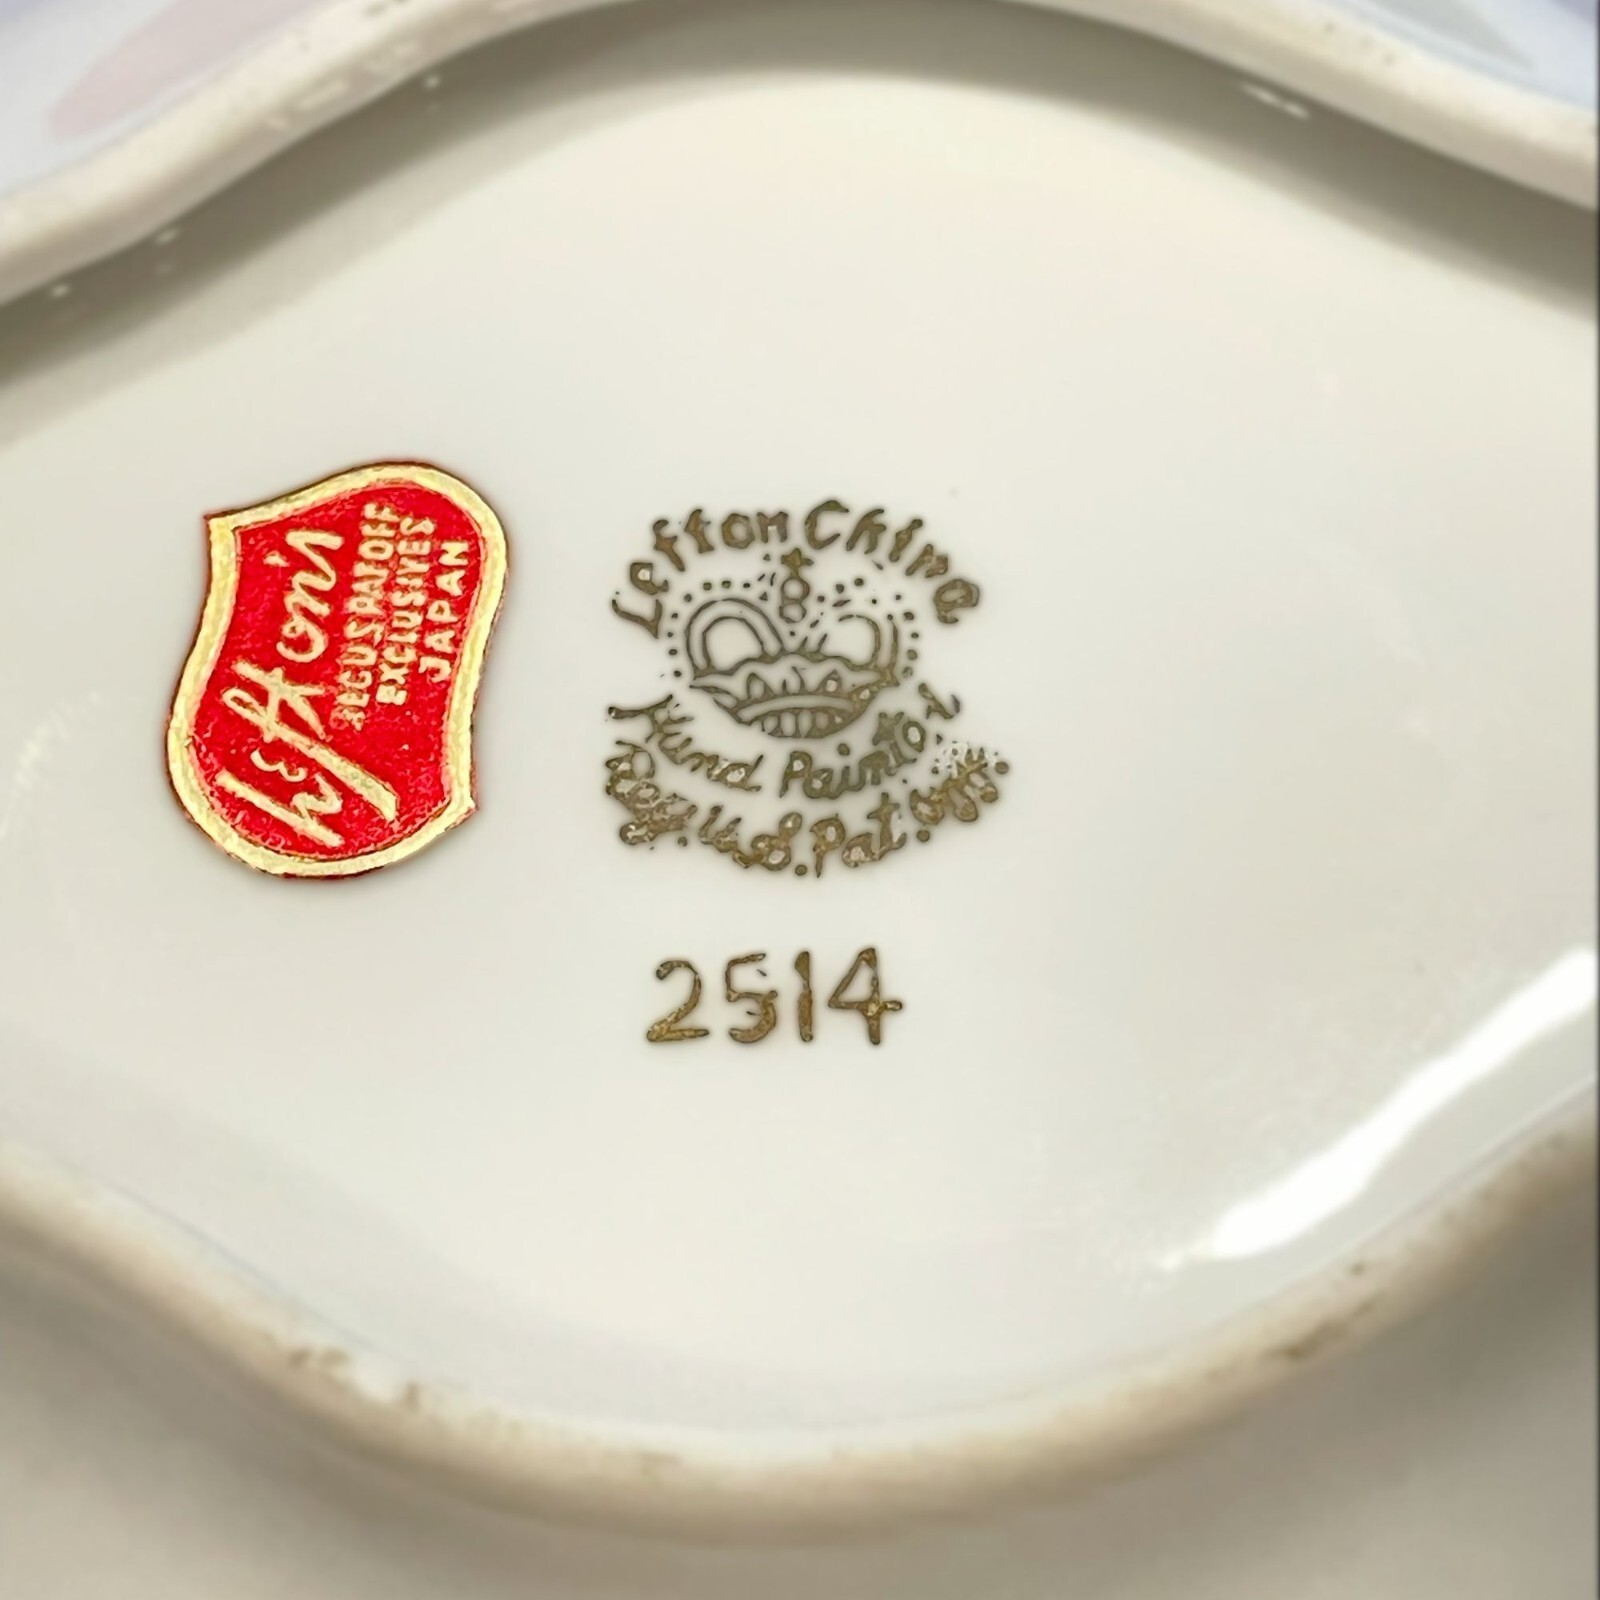 Lefton's
REG U.S. PAT. OFF
EXCLUSIVES
JAPAN
Lefton China
Hand Painted
Reg. U.S. Pat. Off.
2514